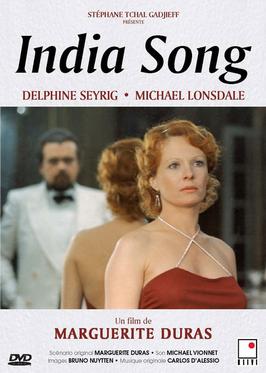 STÉPHANE TCHAL GADJIEFF
PRÉSENTE
India Song
DELPHINE SEYRIG • MICHAEL LONSDALE
Un film de
MARGUERITE DURAS
Scénario original MARGUERITE DURAS • Son MICHAEL VIONNET
Images BRUNO NUYTTEN • Musique originale CARLOS D'ALESSIO
DVD